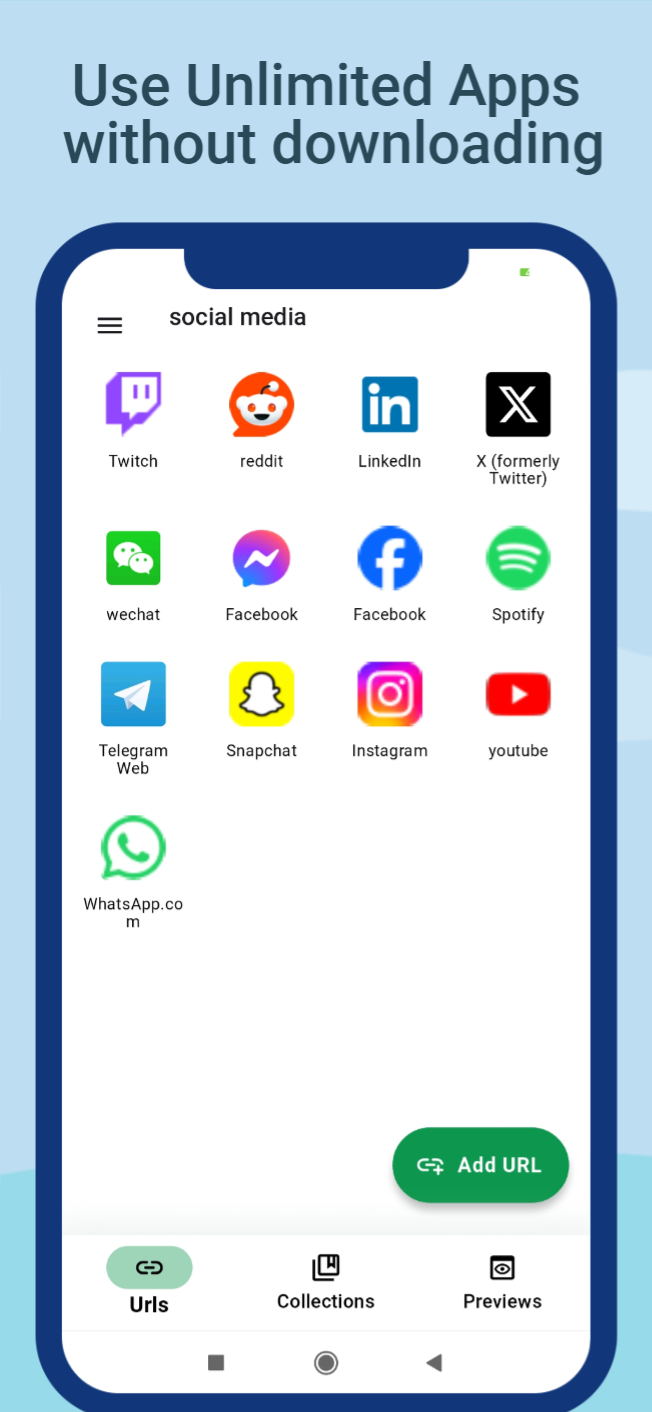 Use Unlimited Apps
without downloading
social media
Twitch
reddit
LinkedIn
X (formerly
Twitter)
wechat
Facebook
Facebook
Spotify
Telegram
Web
Snapchat
Instagram
youtube
WhatsApp.co
m
Add URL
Urls
Collections
Previews